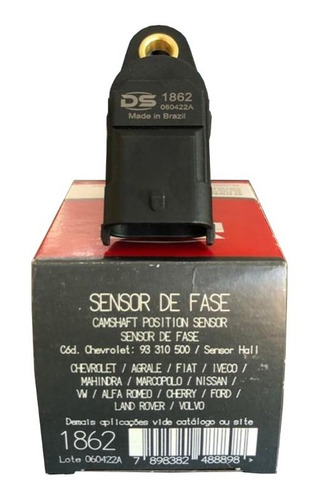 DS 1862
060422A
Made in Brazil
SENSOR DE FASE
CAMSHAFT POSITION SENSOR
SENSOR DE FASE
Cód. Chevrolet: 93 310 500 / Sensor Hall
CHEVROLET / AGRALE / FIAT / IVECO /
MAHINDRA / MARCOPOLO / NISSAN /
VW / ALFA ROMEO / CHERRY / FORD /
LAND ROVER / VOLVO
Demais aplicações vide catálogo ou site
1862
Lote 060422A
7 898382 488898